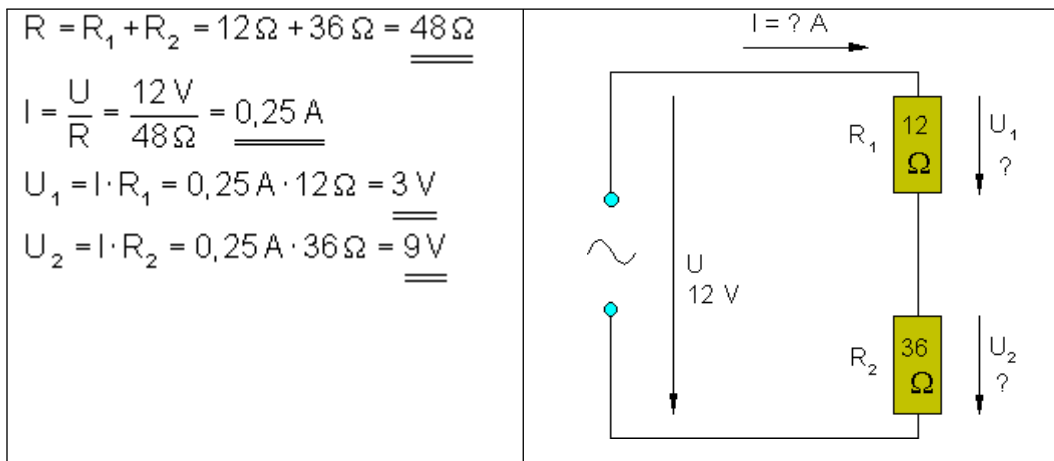 R = R₁ + R₂ = 12 Ω + 36 Ω = 48 Ω
I = U/R = 12 V/48 Ω = 0,25 A
U₁ = I · R₁ = 0,25 A · 12 Ω = 3 V
U₂ = I · R₂ = 0,25 A · 36 Ω = 9 V
I = ? A
R₁
12
Ω
U₁
?
U
12 V
R₂
36
Ω
U₂
?